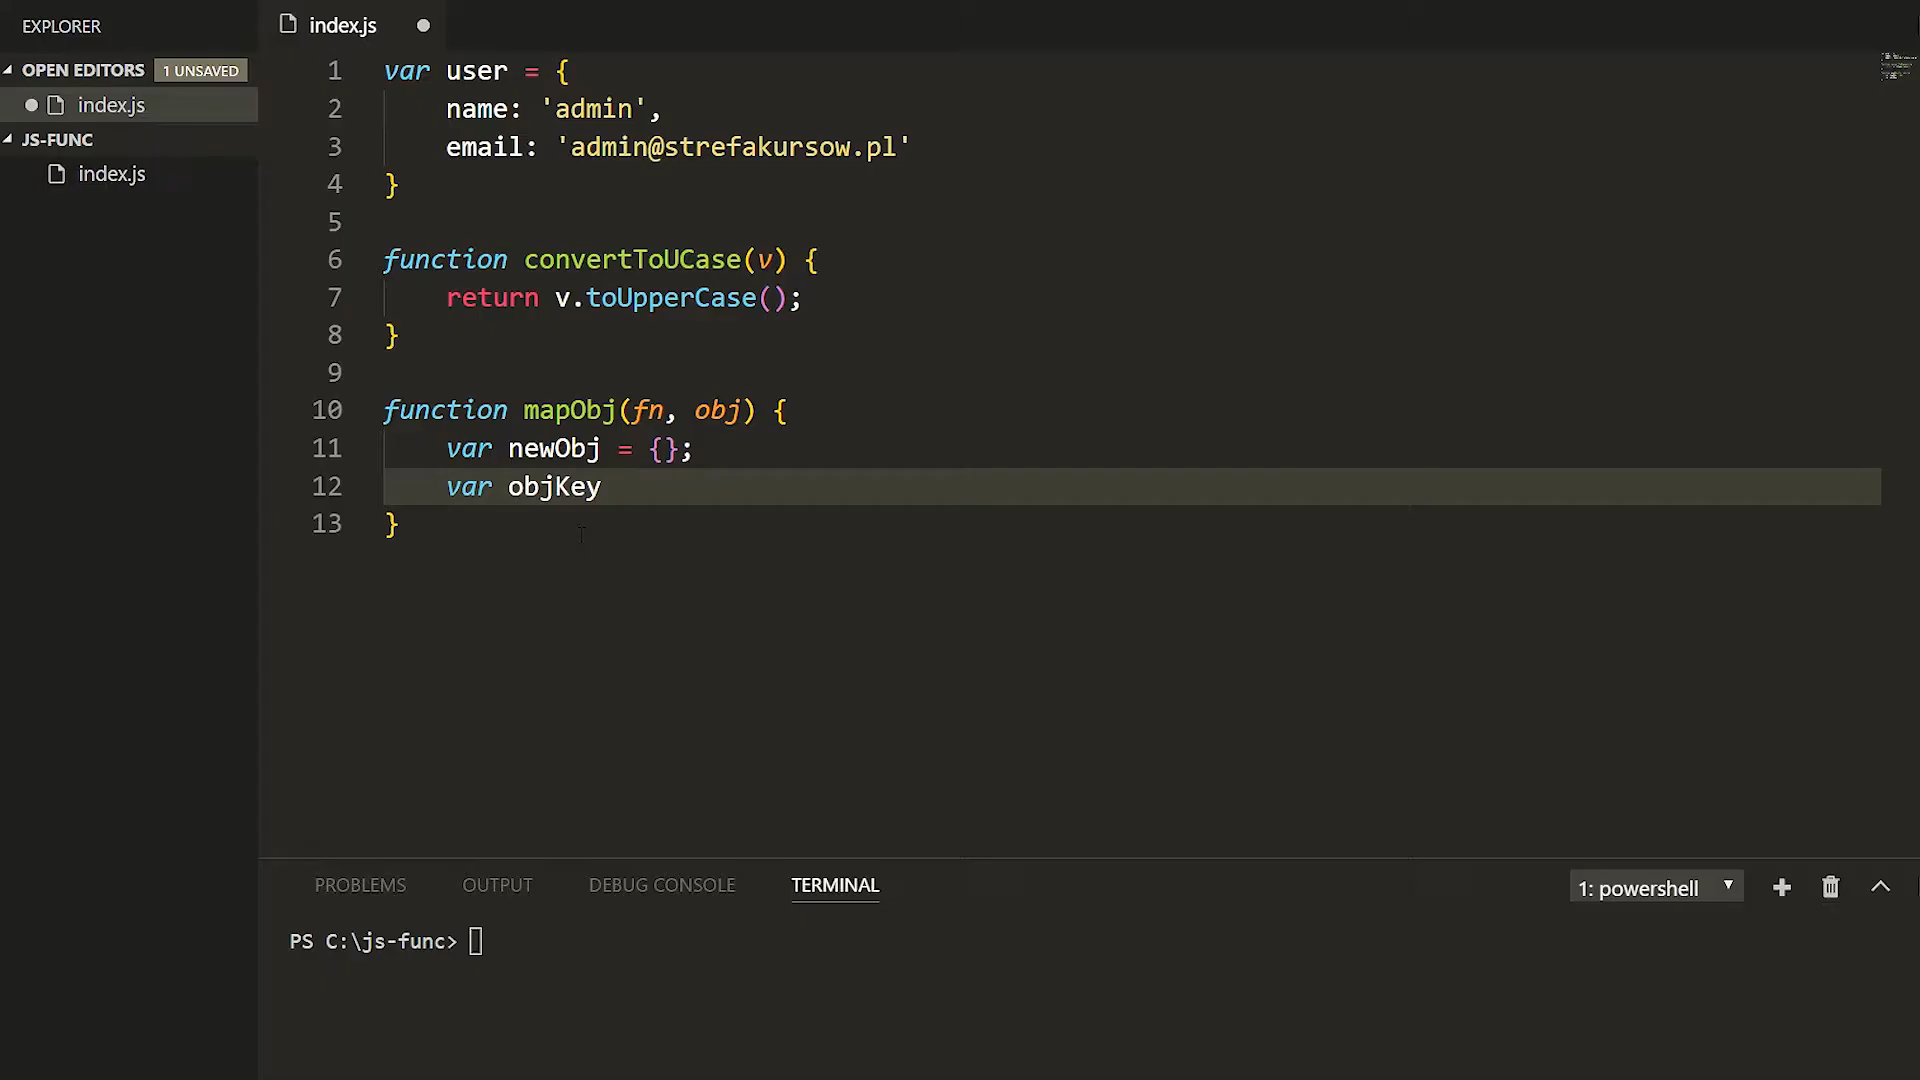 EXPLORER
OPEN EDITORS 1 UNSAVED
index.js
JS-FUNC
index.js
index.js
1 var user = {
2 name: 'admin',
3 email: 'admin@strefakursow.pl'
4 }
5
6 function convertToUCase(v) {
7 return v.toUpperCase();
8 }
9
10 function mapObj(fn, obj) {
11 var newObj = {};
12 var objKey
13 }
PROBLEMS OUTPUT DEBUG CONSOLE TERMINAL
1: powershell
PS C:\js-func>